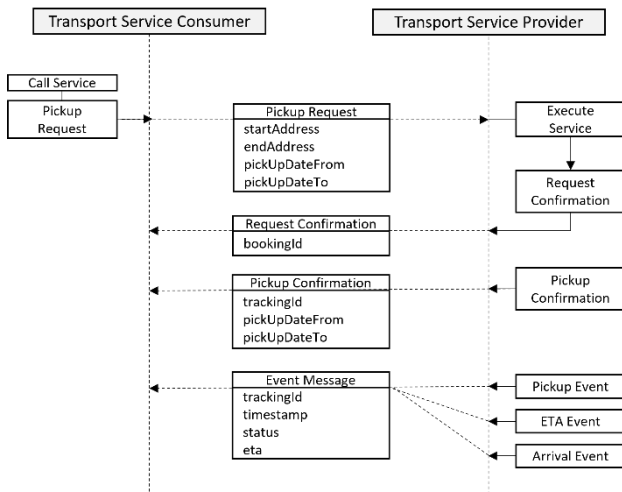 Transport Service Consumer
Transport Service Provider
Call Service
Pickup
Request
Pickup Request
startAddress
endAddress
pickUpDateFrom
pickUpDateTo
Execute
Service
Request
Confirmation
Request Confirmation
bookingId
Pickup Confirmation
trackingId
pickUpDateFrom
pickUpDateTo
Pickup
Confirmation
Event Message
trackingId
timestamp
status
eta
Pickup Event
ETA Event
Arrival Event